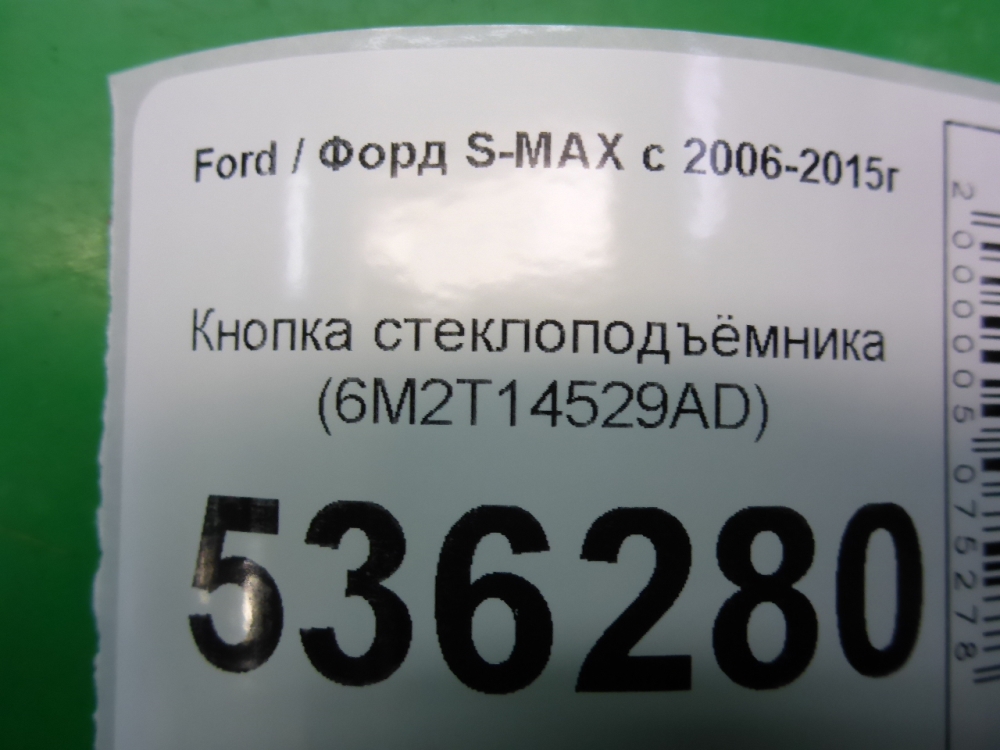 Ford / Форд S-MAX с 2006-2015г
Кнопка стеклоподъёмника
(6M2T14529AD)
536280
2000005075278